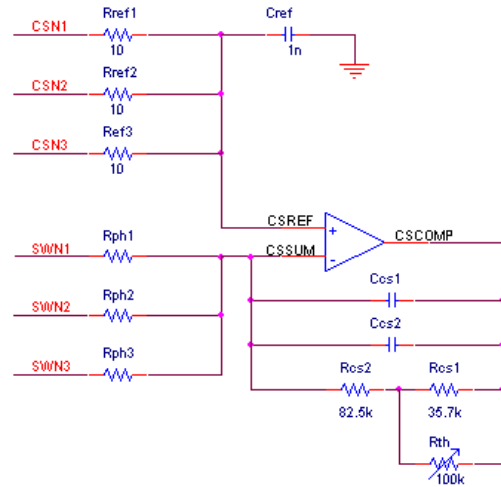 CSN1 Rref1 Cref
10 1n
CSN2 Rref2
10
CSN3 Ref3
10
CSREF +
CSCOMP
SWN1 Rph1 CSSUM -
Ccs1
SWN2 Rph2
Ccs2
SWN3 Rph3
Rcs2 Rcs1
82.5k 35.7k
Rth
100k